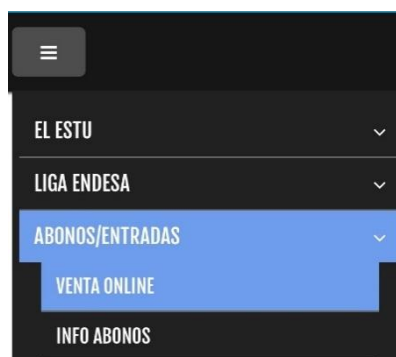 EL ESTU
LIGA ENDESA
ABONOS/ENTRADAS
VENTA ONLINE
INFO ABONOS